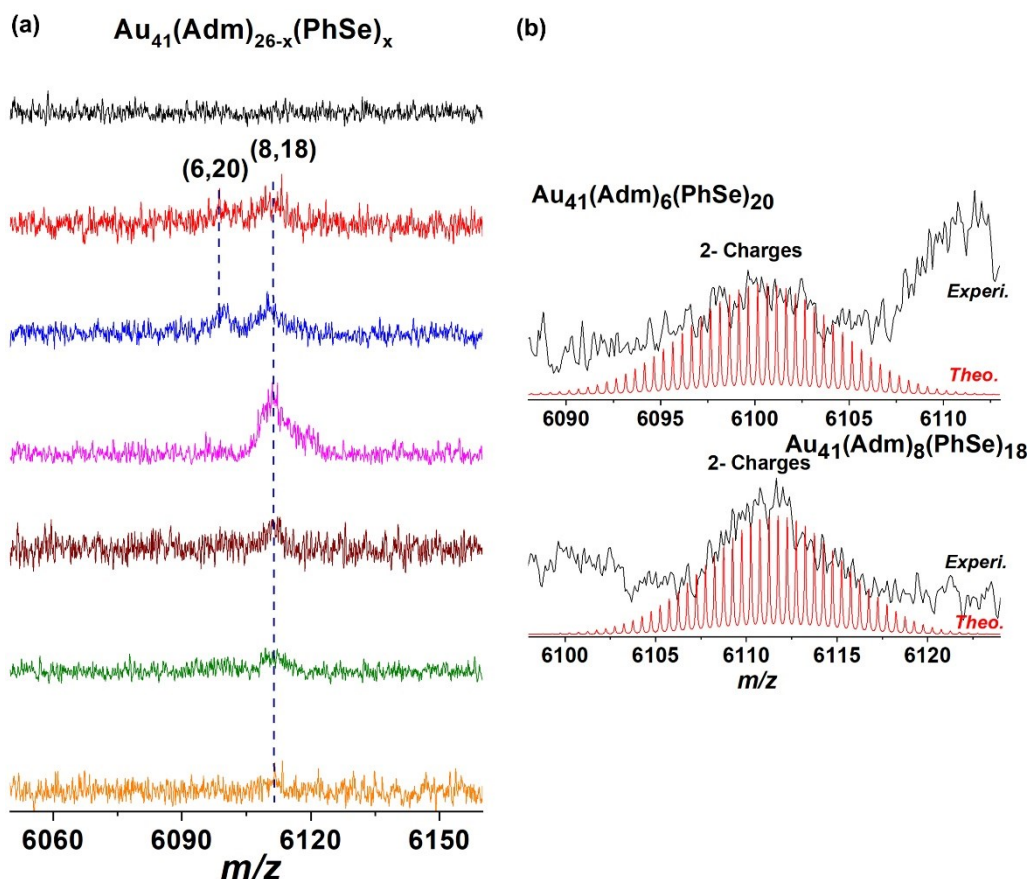 (a)
Au41(Adm)26-x(PhSe)x
(6,20)
(8,18)
6060 6090 6120 6150
m/z
(b)
Au41(Adm)6(PhSe)20
2- Charges
Experi.
Theo.
6090 6095 6100 6105 6110
Au41(Adm)8(PhSe)18
2- Charges
Experi.
Theo.
6100 6105 6110 6115 6120
m/z